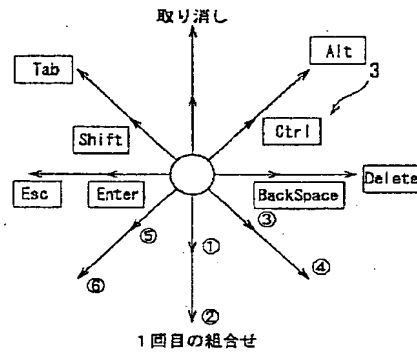 取り消し
Alt
Tab
3
Shift
Ctrl
Esc
Enter
BackSpace
Delete
⑤
③
①
⑥
④
②
1回目の組合せ